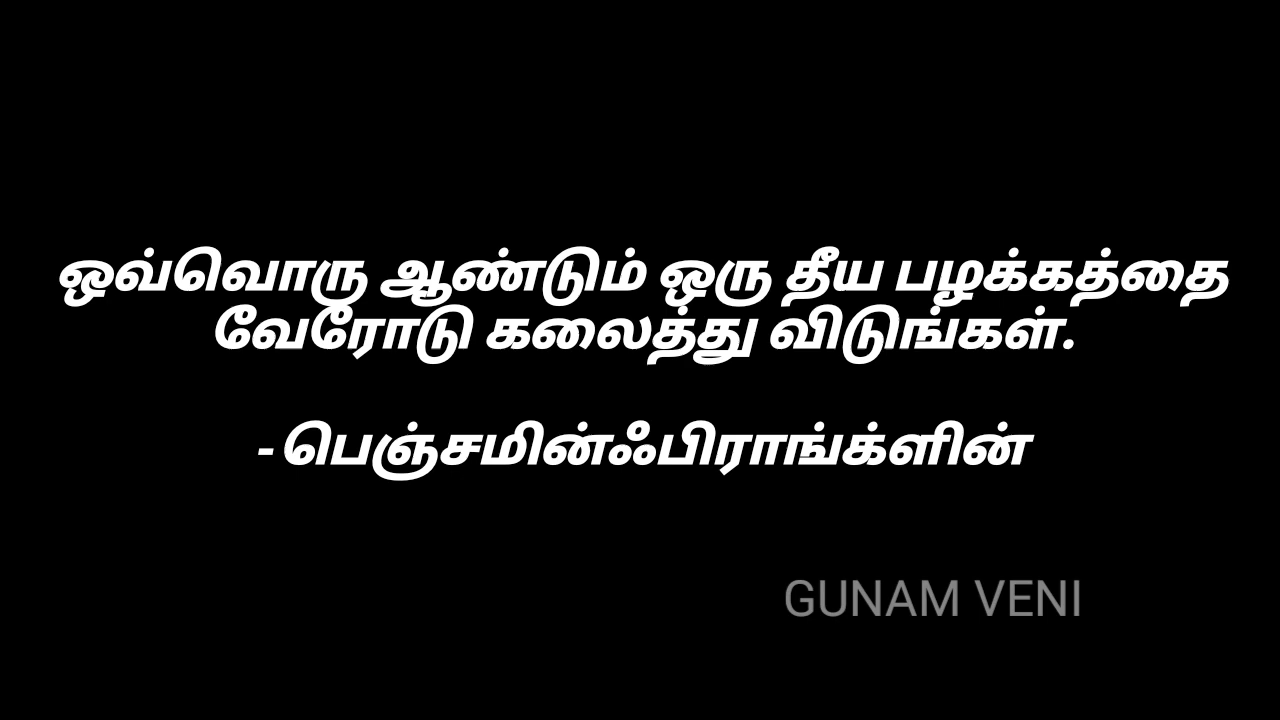 ஒவ்வொரு ஆண்டும் ஒரு தீய பழக்கத்தை
வேரோடு கலைத்து விடுங்கள்.
-பெஞ்சமின்ஃபிராங்க்ளின்
GUNAM VENI